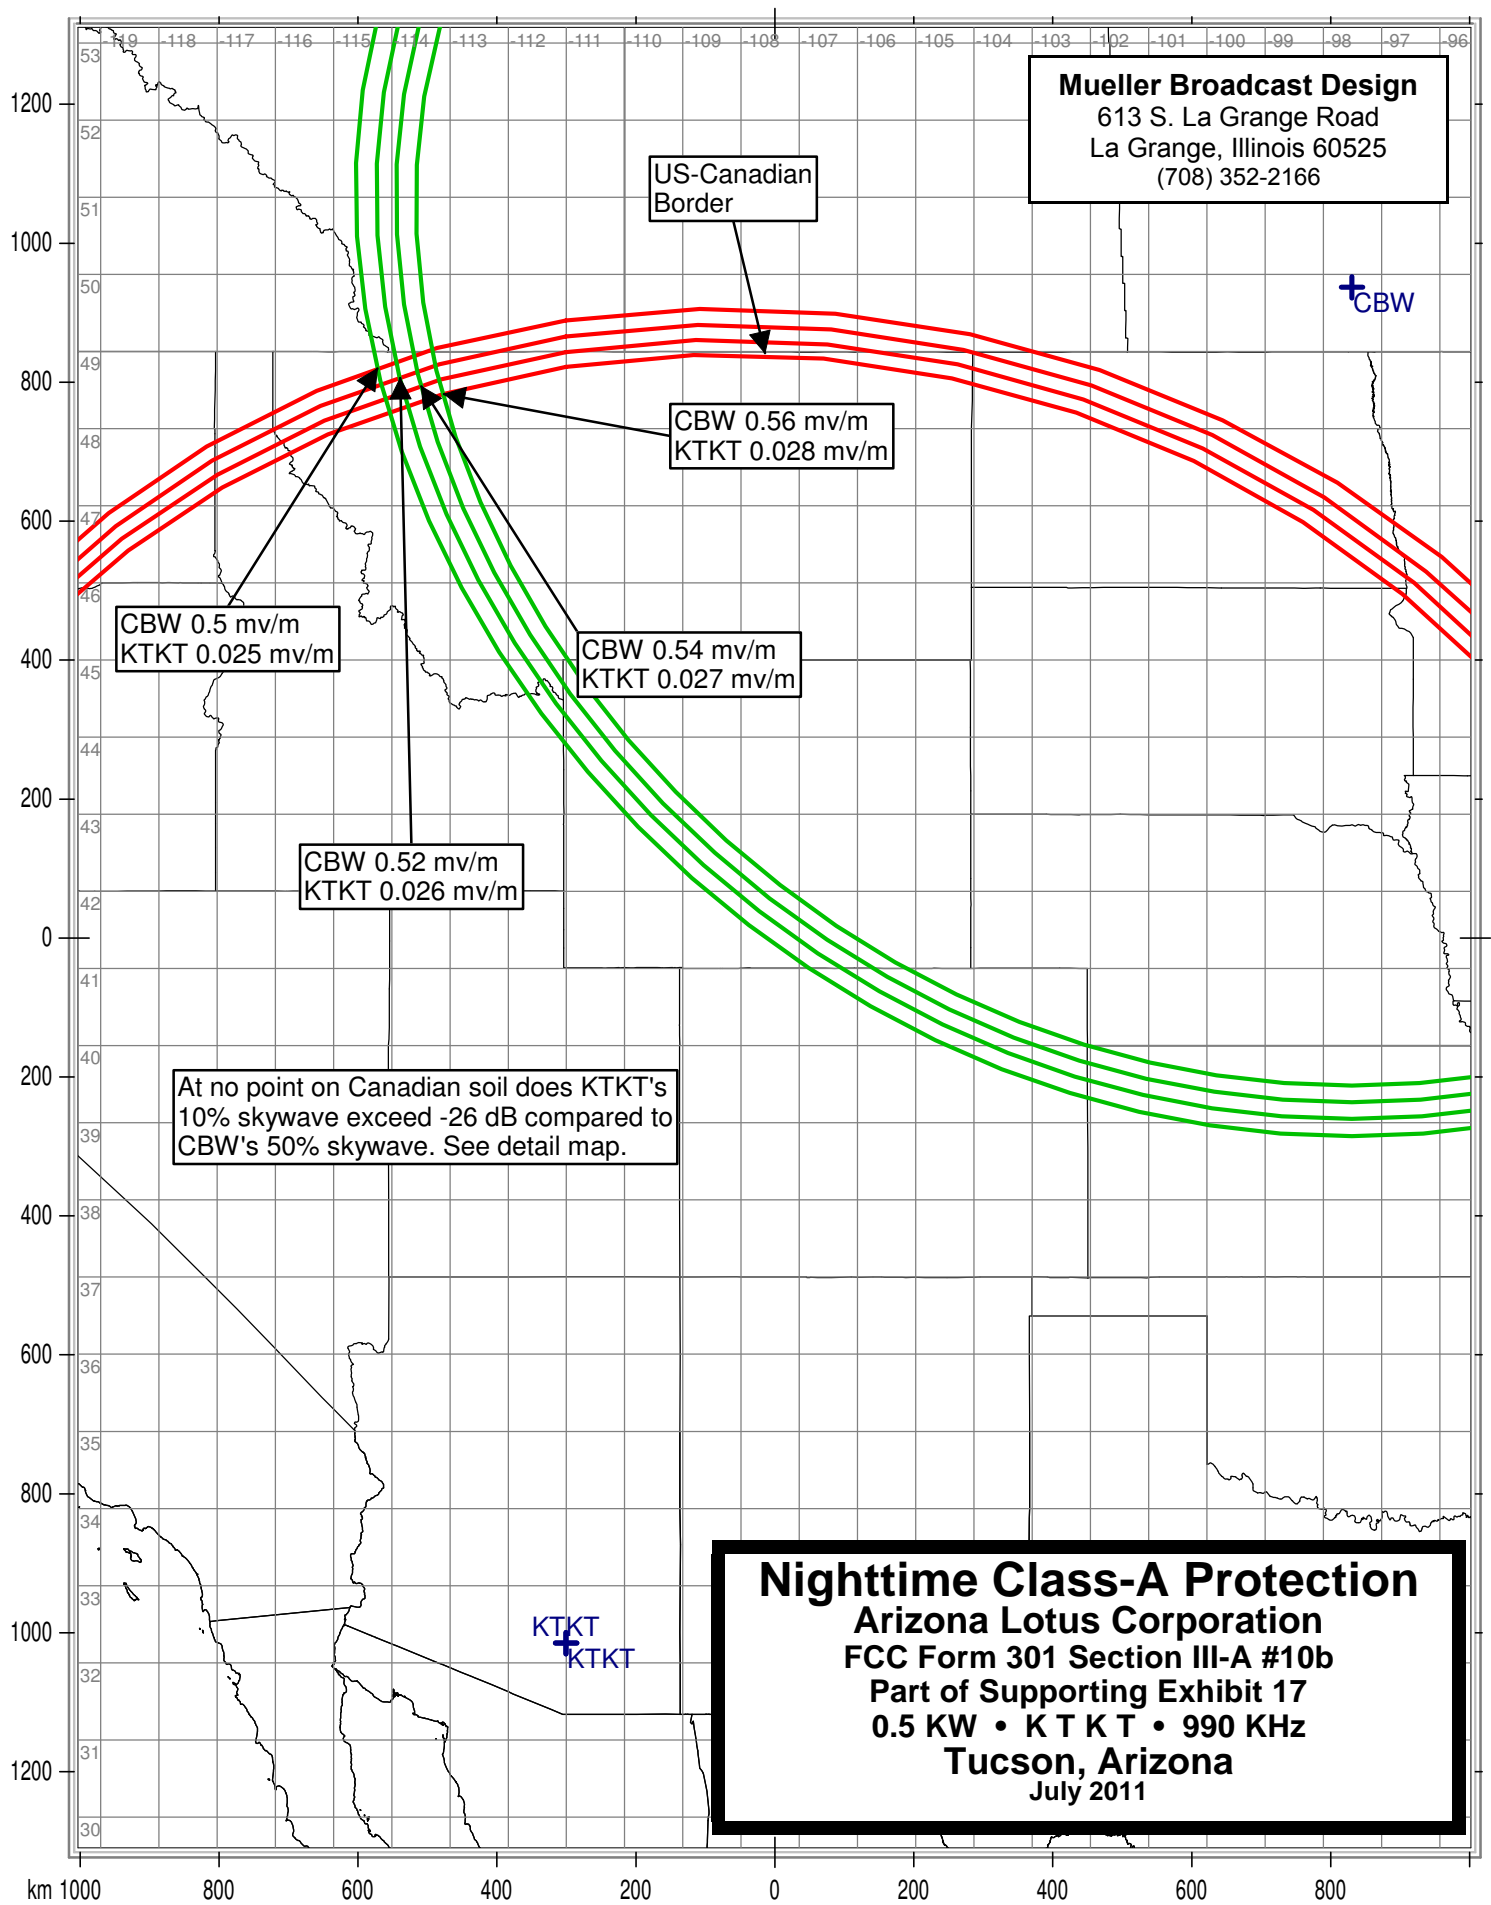 -119 -118 -117 -116 -115 -114 -113 -112 -111 -110 -109 -108 -107 -106 -105 -104 -103 -102 -101 -100 -99 -98 -97 -96
53
52
51
50
49
48
47
46
45
44
43
42
41
40
39
38
37
36
35
34
33
32
31
30
1200
1000
800
600
400
200
0
200
400
600
800
1000
1200
Mueller Broadcast Design
613 S. La Grange Road
La Grange, Illinois 60525
(708) 352-2166
US-Canadian
Border
CBW
CBW 0.56 mv/m
KTKT 0.028 mv/m
CBW 0.5 mv/m
KTKT 0.025 mv/m
CBW 0.54 mv/m
KTKT 0.027 mv/m
CBW 0.52 mv/m
KTKT 0.026 mv/m
At no point on Canadian soil does KTKT's
10% skywave exceed -26 dB compared to
CBW's 50% skywave. See detail map.
KTKT
KTKT
Nighttime Class-A Protection
Arizona Lotus Corporation
FCC Form 301 Section III-A #10b
Part of Supporting Exhibit 17
0.5 KW • K T K T • 990 KHz
Tucson, Arizona
July 2011
km 1000 800 600 400 200 0 200 400 600 800